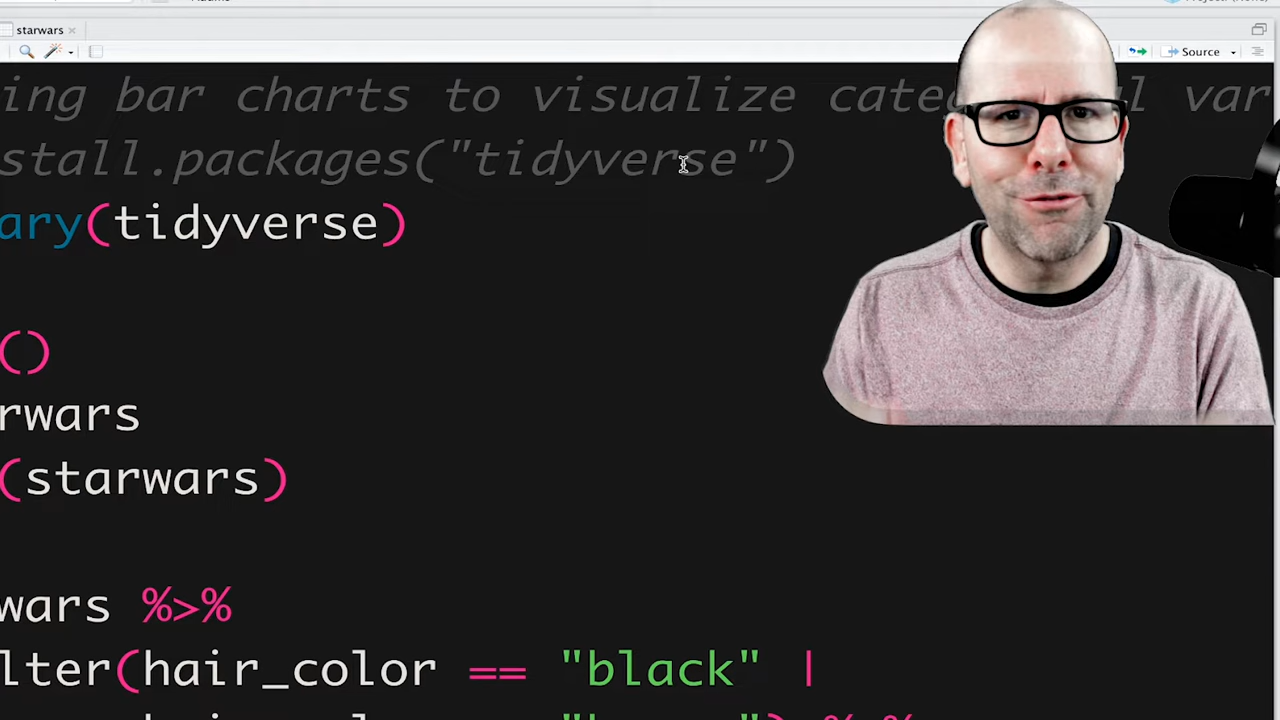 starwars
Source
ing bar charts to visualize var
stall.packages("tidyverse")
ary(tidyverse)
()
rwars
(starwars)
wars %>%
lter(hair_color == "black" |